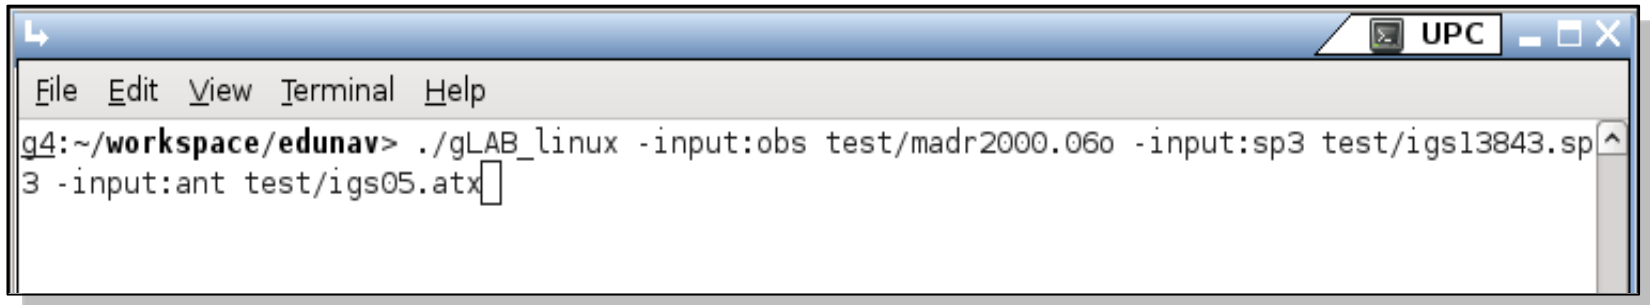 UPC
File Edit View Terminal Help
g4:~/workspace/edunav> ./gLAB_linux -input:obs test/madr2000.06o -input:sp3 test/igs13843.sp
3 -input:ant test/igs05.atx